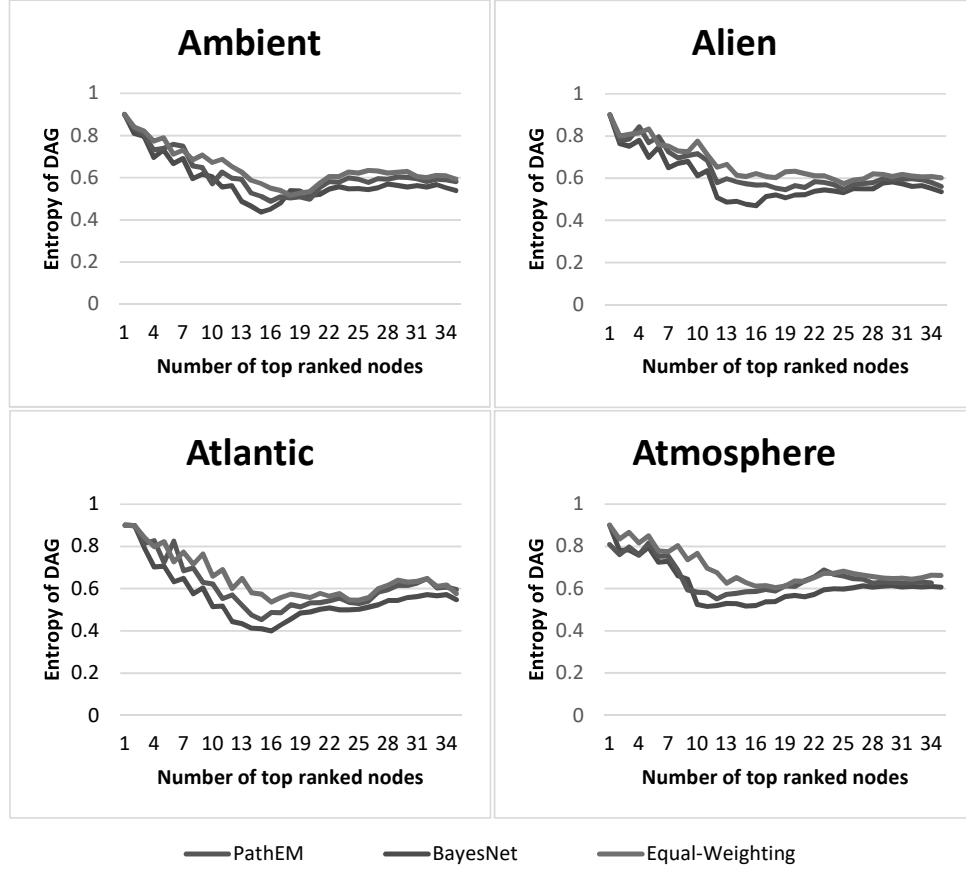 Ambient
Entropy of DAG
1
0.8
0.6
0.4
0.2
0
1 4 7 10 13 16 19 22 25 28 31 34
Number of top ranked nodes
Alien
Entropy of DAG
1
0.8
0.6
0.4
0.2
0
1 4 7 10 13 16 19 22 25 28 31 34
Number of top ranked nodes
Atlantic
Entropy of DAG
1
0.8
0.6
0.4
0.2
0
1 4 7 10 13 16 19 22 25 28 31 34
Number of top ranked nodes
Atmosphere
Entropy of DAG
1
0.8
0.6
0.4
0.2
0
1 4 7 10 13 16 19 22 25 28 31 34
Number of top ranked nodes
PathEM BayesNet Equal-Weighting